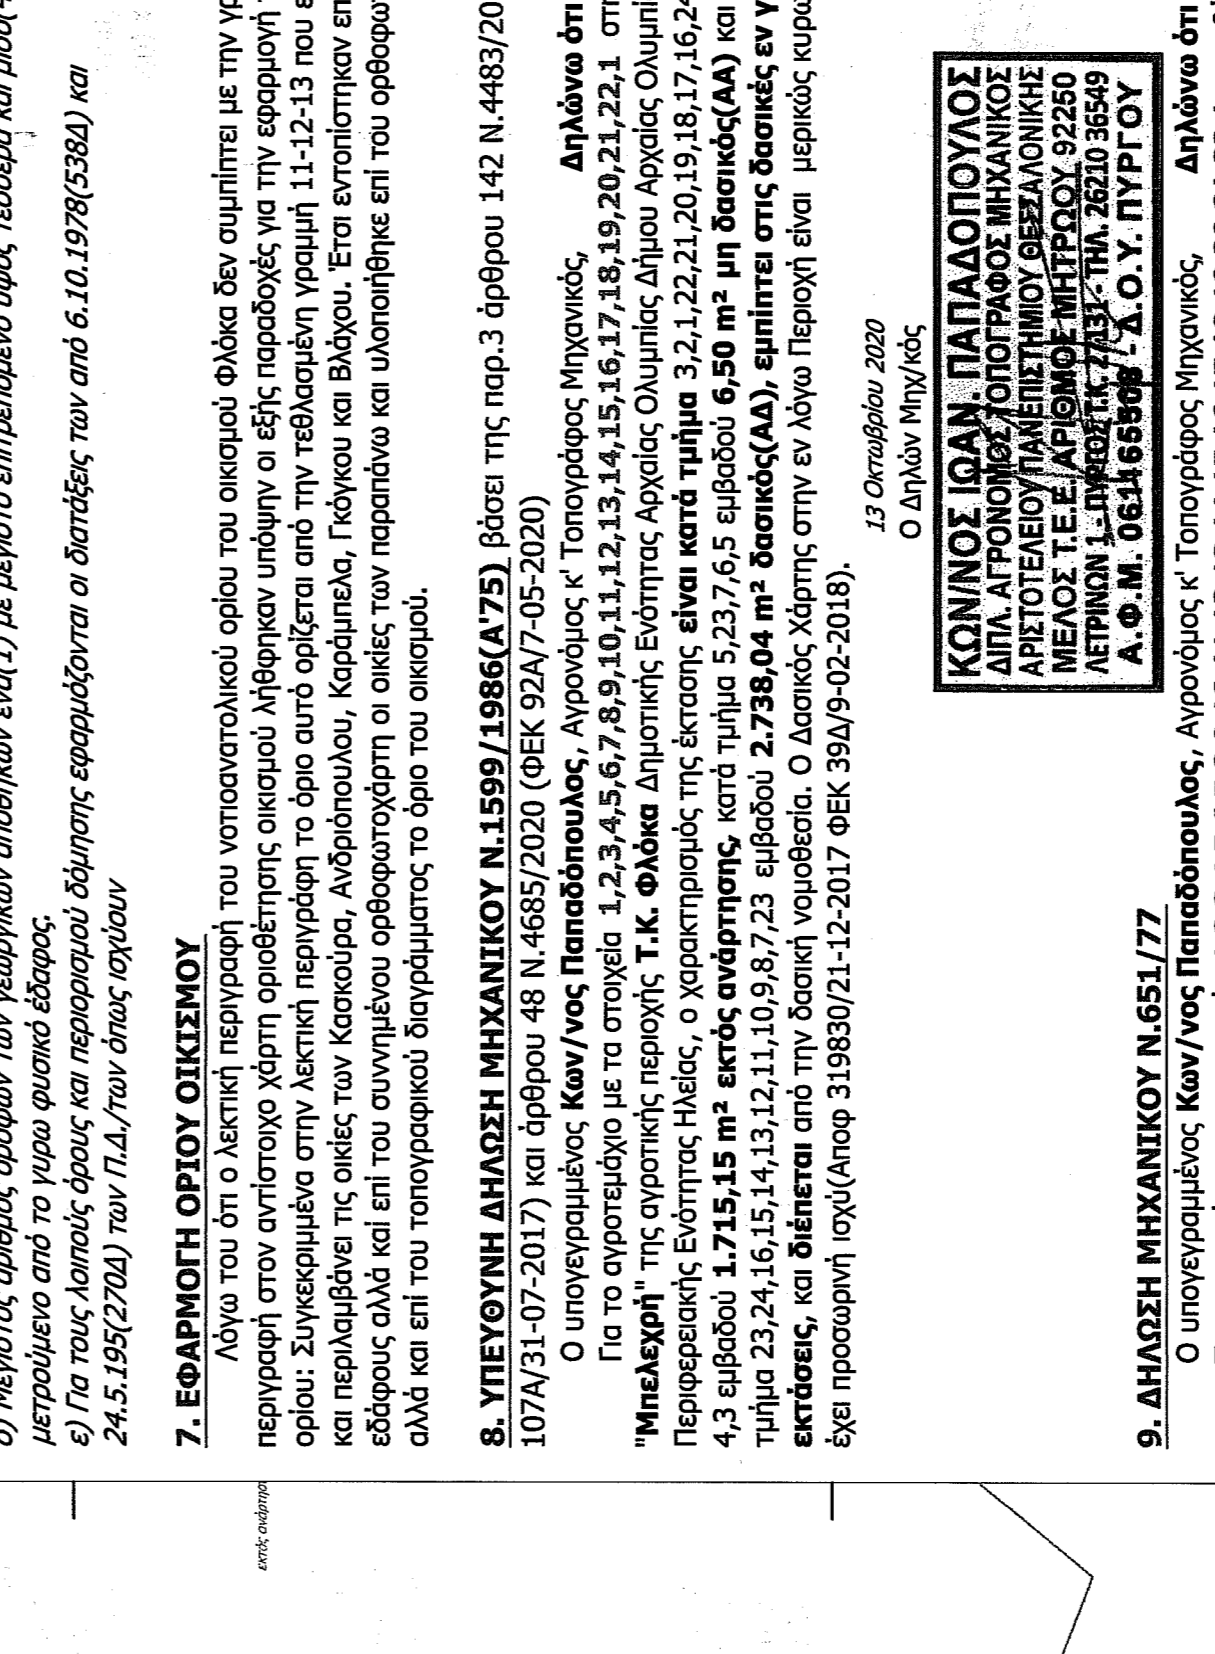 μετρούμενο από το γυρω φυσικό έδαφος.
ε) Για τους λοιπούς όρους και περιορισμού δόμησης εφαρμόζονται οι διατάξεις των από 6.10.1978(538Δ) και
24.5.195(270Δ) των Π.Δ./των όπως ισχύουν
7. ΕΦΑΡΜΟΓΗ ΟΡΙΟΥ ΟΙΚΙΣΜΟΥ
Λόγω του ότι ο λεκτική περιγραφή του νοτιοανατολικού ορίου του οικισμού Φλόκα δεν συμπίπτει με την γρ
περιγραφή στον αντίστοιχο χάρτη οριοθέτησης οικισμού λήφθηκαν υπόψην οι εξής παραδοχές για την εφαρμογή
ορίου: Συγκεκριμένα στην λεκτική περιγράφη το όριο αυτό ορίζεται από την τεθλασμένη γραμμή 11-12-13 που ε
και περιλαμβάνει τις οικίες των Κασκούρα, Ανδριόπουλου, Καράμπελα, Γκόγκου και Βλάχου. Έτσι εντοπίστηκαν επ
εδάφους αλλά καί επί του συννημένου ορθοφωτοχάρτη οι οικίες των παραπάνω και υλοποιήθηκε επί του ορθοφω
αλλά και επί του τοπογραφικού διαγράμματος το όριο του οικισμού.
8. ΥΠΕΥΘΥΝΗ ΔΗΛΩΣΗ ΜΗΧΑΝΙΚΟΥ Ν.1599/1986(Α'75) βάσει της παρ.3 άρθρου 142 Ν.4483/20
107Α/31-07-2017) και άρθρου 48 Ν.4685/2020 (ΦΕΚ 92Α/7-05-2020)
Ο υπογεγραμμένος Κων/νος Παπαδόπουλος, Αγρονόμος κ' Τοπογράφος Μηχανικός, Δηλώνω ότι
Για το αγροτεμάχιο με τα στοιχεία 1,2,3,4,5,6,7,8,9,10,11,12,13,14,15,16,17,18,19,20,21,22,1 στη
"Μπελεχρή" της αγροτικής περιοχής Τ.Κ. Φλόκα Δημοτικής Ενότητας Αρχαίας Ολυμπίας Δήμου Αρχαίας Ολυμπί
Περιφερειακής Ενότητας Ηλείας, ο χαρακτηρισμός της έκτασης είναι κατά τμήμα 3,2,1,22,21,20,19,18,17,16,24
4,3 εμβαδού 1.715,15 m² εκτός ανάρτησης, κατά τμήμα 5,23,7,6,5 εμβαδού 6,50 m² μη δασικός(ΑΑ) και
τμήμα 23,24,16,15,14,13,12,11,10,9,8,7,23 εμβαδού 2.738,04 m² δασικός(ΑΔ), εμπίπτει στις δασικές εν γ
εκτάσεις, και διέπεται από την δασική νομοθεσία. Ο Δασικός Χάρτης στην εν λόγω Περιοχή είναι μερικώς κυρω
έχει προσωρινή ισχύ(Αποφ 319830/21-12-2017 ΦΕΚ 39Δ/9-02-2018).
13 Οκτωβρίου 2020
Ο Δηλών Μηχ/κός
ΚΩΝ/ΝΟΣ ΙΩΑΝ. ΠΑΠΑΔΟΠΟΥΛΟΣ
ΔΙΠΛ. ΑΓΡΟΝΟΜΟΣ ΤΟΠΟΓΡΑΦΟΣ ΜΗΧΑΝΙΚΟΣ
ΑΡΙΣΤΟΤΕΛΕΙΟΥ ΠΑΝΕΠΙΣΤΗΜΙΟΥ ΘΕΣΣΑΛΟΝΙΚΗΣ
ΜΕΛΟΣ Τ.Ε.Ε. ΑΡΙΘΜΟΣ ΜΗΤΡΩΟΥ 92250
ΛΕΤΡΙΝΩΝ 1 - ΠΥΡΓΟΣ Τ.Κ. 27131 - ΤΗΛ. 26210 36549
Α.Φ.Μ. 061465508 - Δ.Ο.Υ. ΠΥΡΓΟΥ
9. ΔΗΛΩΣΗ ΜΗΧΑΝΙΚΟΥ Ν.651/77
Ο υπογεγραμμένος Κων/νος Παπαδόπουλος, Αγρονόμος κ' Τοπογράφος Μηχανικός, Δηλώνω ότι
εκτός ανάρτησ